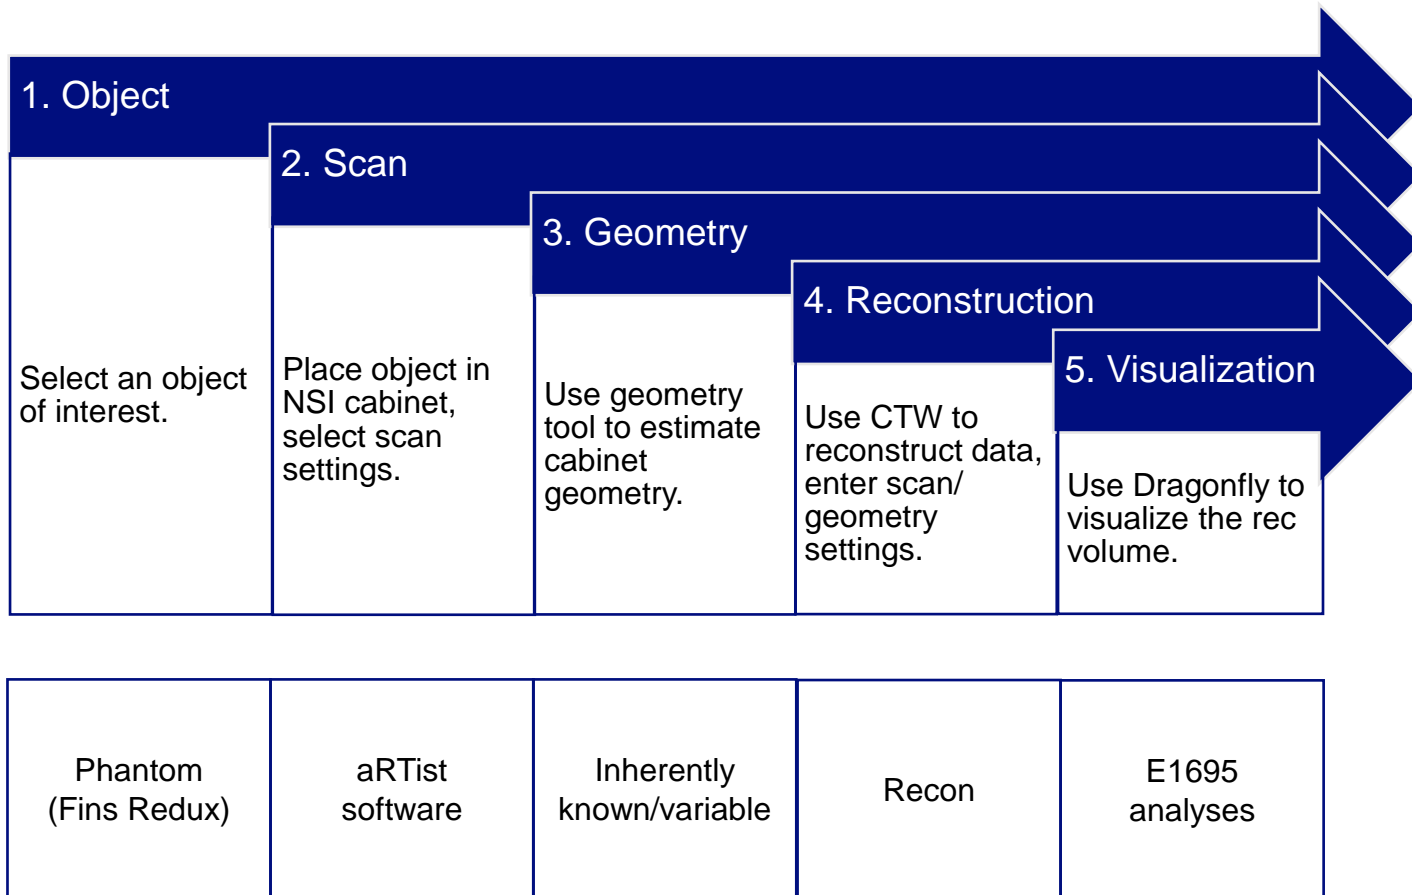 1. Object
2. Scan
3. Geometry
4. Reconstruction
5. Visualization
Select an object
of interest.
Place object in
NSI cabinet,
select scan
settings.
Use geometry
tool to estimate
cabinet
geometry.
Use CTW to
reconstruct data,
enter scan/
geometry
settings.
Use Dragonfly to
visualize the rec
volume.
Phantom
(Fins Redux)
aRTist
software
Inherently
known/variable
Recon
E1695
analyses